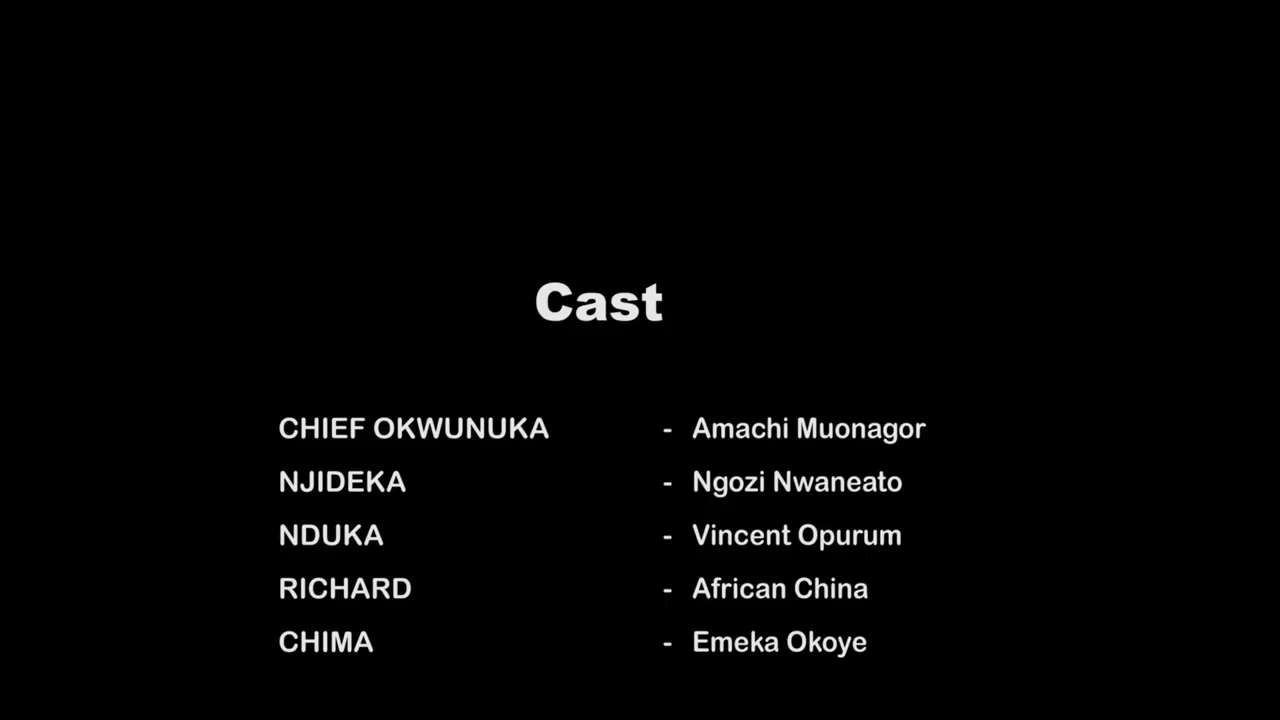 Cast
CHIEF OKWUNUKA - Amachi Muonagor
NJIDEKA - Ngozi Nwaneato
NDUKA - Vincent Opurum
RICHARD - African China
CHIMA - Emeka Okoye